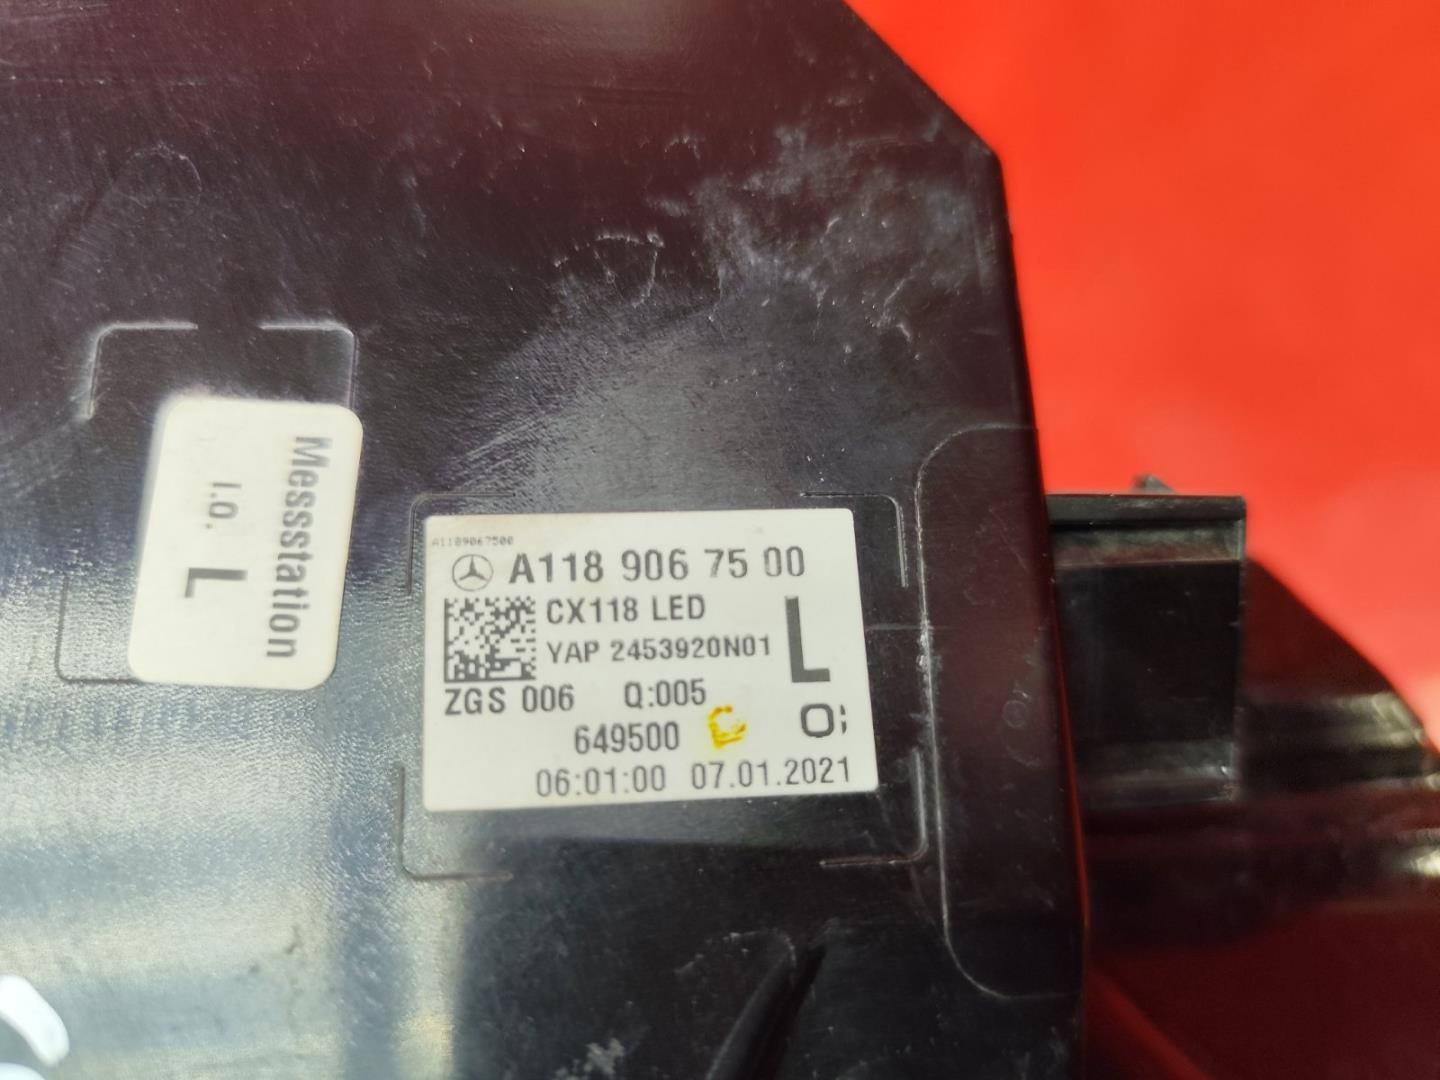 Messstation
i.O. L
A1189067500
A118 906 75 00
CX118 LED
YAP 2453920N01
L
ZGS 006 Q:005
649500 C O;
06:01:00 07.01.2021